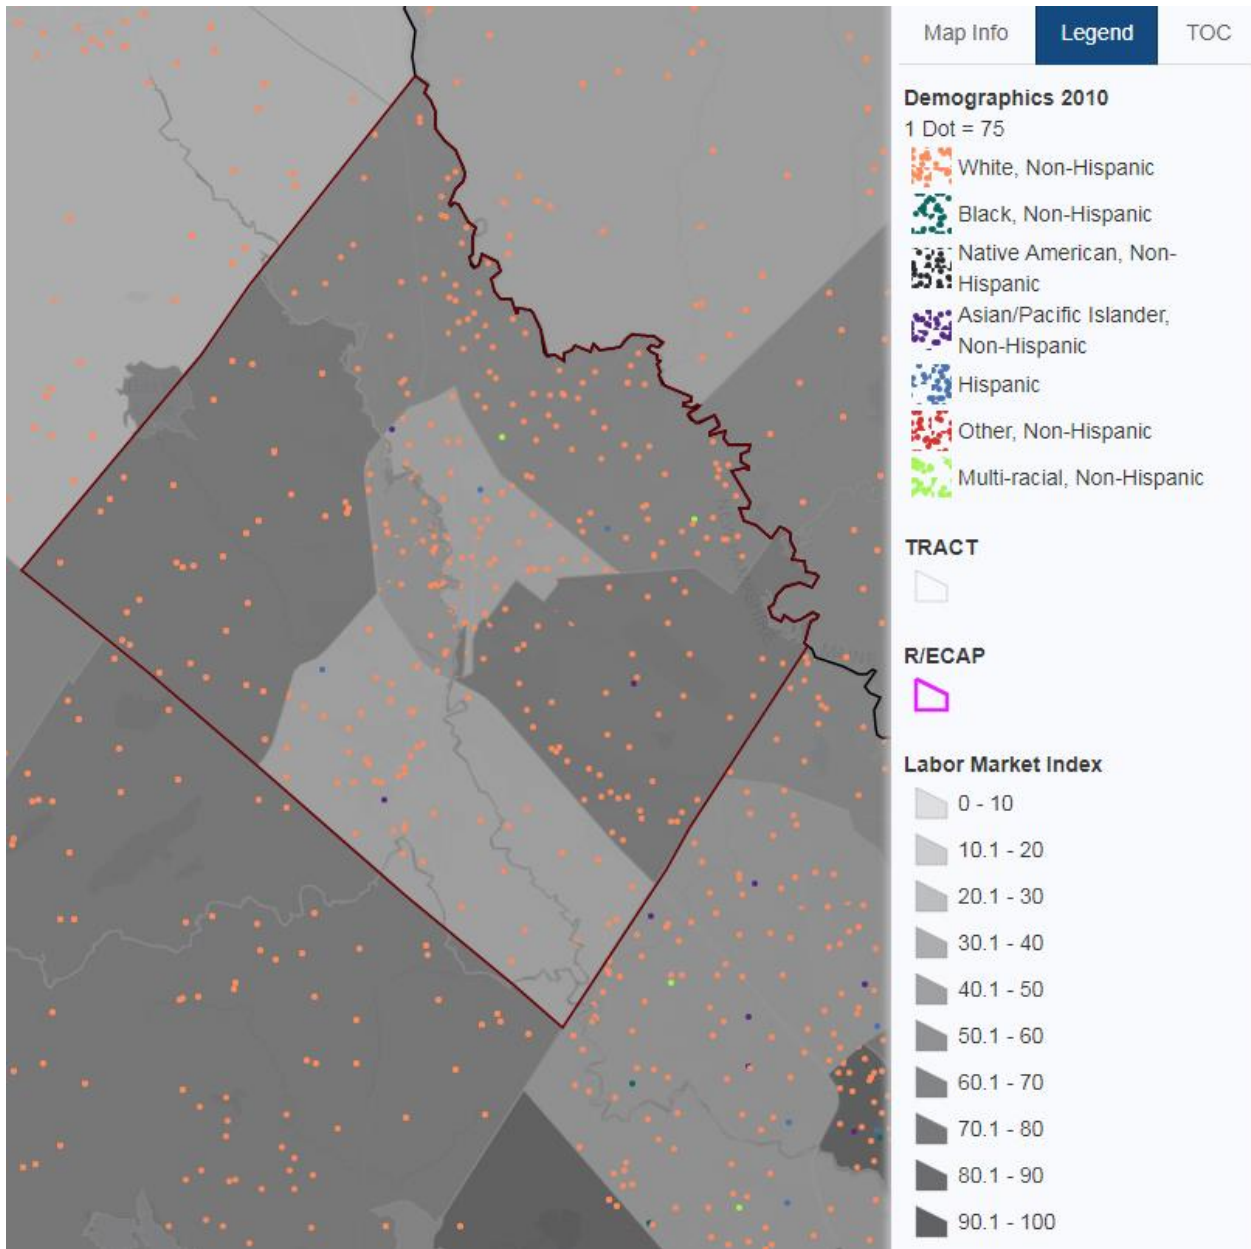 Map Info
Legend
TOC
Demographics 2010
1 Dot = 75
White, Non-Hispanic
Black, Non-Hispanic
Native American, Non-
Hispanic
Asian/Pacific Islander,
Non-Hispanic
Hispanic
Other, Non-Hispanic
Multi-racial, Non-Hispanic
TRACT
R/ECAP
Labor Market Index
0 - 10
10.1 - 20
20.1 - 30
30.1 - 40
40.1 - 50
50.1 - 60
60.1 - 70
70.1 - 80
80.1 - 90
90.1 - 100